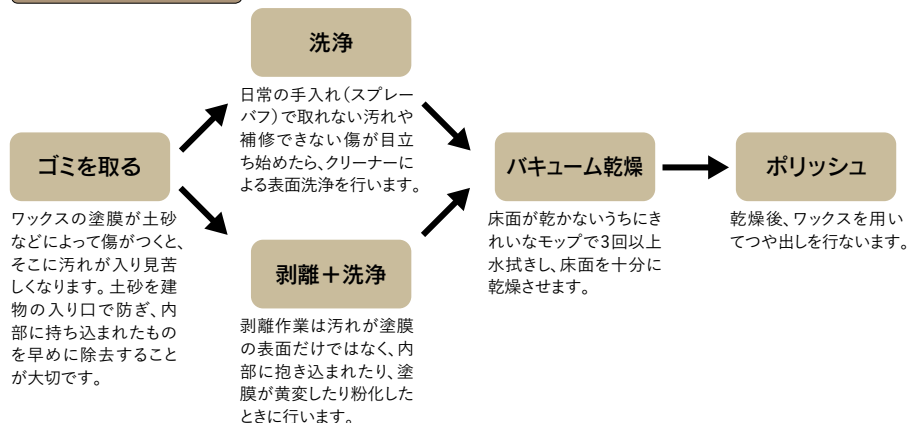 ゴミを取る
ワックスの塗膜が土砂
などによって傷がつくと、
そこに汚れが入り見苦
しくなります。土砂を建
物の入り口で防ぎ、内
部に持ち込まれたもの
を早めに除去すること
が大切です。
洗浄
日常の手入れ（スプレー
バフ）で取れない汚れや
補修できない傷が目立
ち始めたら、クリーナーに
よる表面洗浄を行います。
剥離＋洗浄
剥離作業は汚れが塗膜
の表面だけではなく、内
部に抱き込まれたり、塗
膜が黄変したり粉化した
ときに行います。
バキューム乾燥
床面が乾かないうちにき
れいなモップで3回以上
水拭きし、床面を十分に
乾燥させます。
ポリッシュ
乾燥後、ワックスを用い
てつや出しを行ないます。